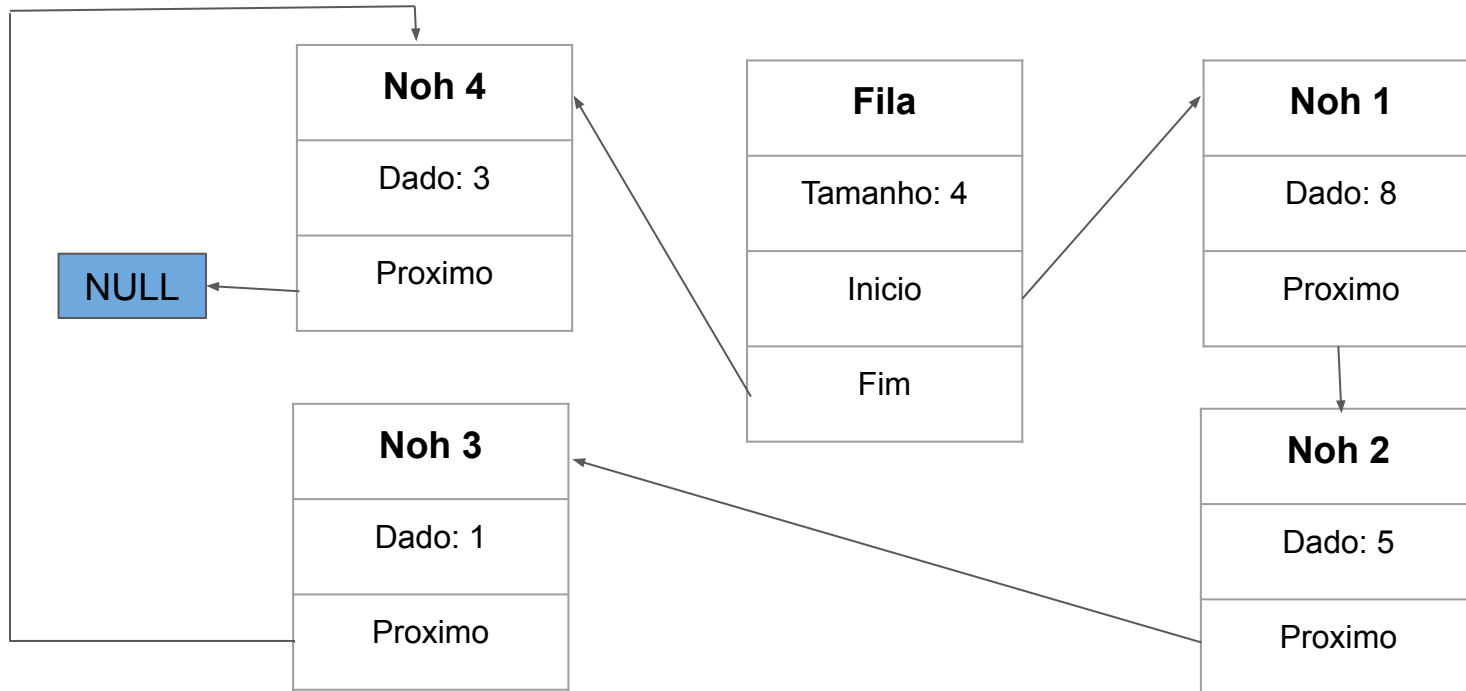 Noh 4
Dado: 3
Proximo
NULL
Fila
Tamanho: 4
Inicio
Fim
Noh 1
Dado: 8
Proximo
Noh 3
Dado: 1
Proximo
Noh 2
Dado: 5
Proximo